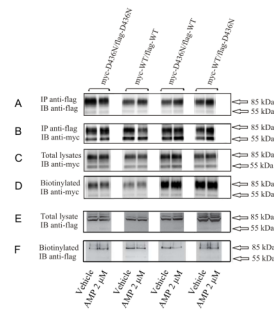 myc-D436N/flag-D436N
myc-WT/flag-WT
myc-D436N/flag-WT
myc-WT/flag-D436N
A IP anti-flag 85 kDa
IB anti-flag 55 kDa
B IP anti-flag 85 kDa
IB anti-myc 55 kDa
C Total lysates 85 kDa
IB anti-myc 55 kDa
D Biotinylated 85 kDa
IB anti-myc 55 kDa
E Total lysate 85 kDa
IB anti-flag 55 kDa
F Biotinylated 85 kDa
IB anti-flag 55 kDa
Vehicle
AMP 2 µM
Vehicle
AMP 2 µM
Vehicle
AMP 2 µM
Vehicle
AMP 2 µM